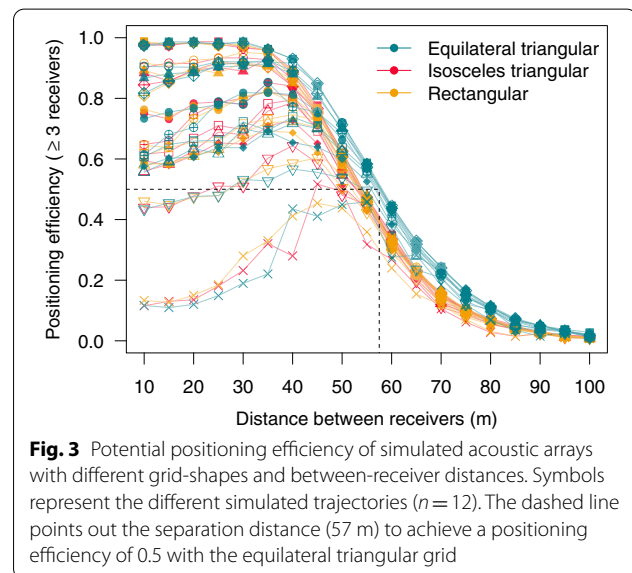 Positioning efficiency (≥ 3 receivers)
1.0
0.8
0.6
0.4
0.2
0.0
Equilateral triangular
Isosceles triangular
Rectangular
10 20 30 40 50 60 70 80 90 100
Distance between receivers (m)
Fig. 3 Potential positioning efficiency of simulated acoustic arrays
with different grid-shapes and between-receiver distances. Symbols
represent the different simulated trajectories (n = 12). The dashed line
points out the separation distance (57 m) to achieve a positioning
efficiency of 0.5 with the equilateral triangular grid